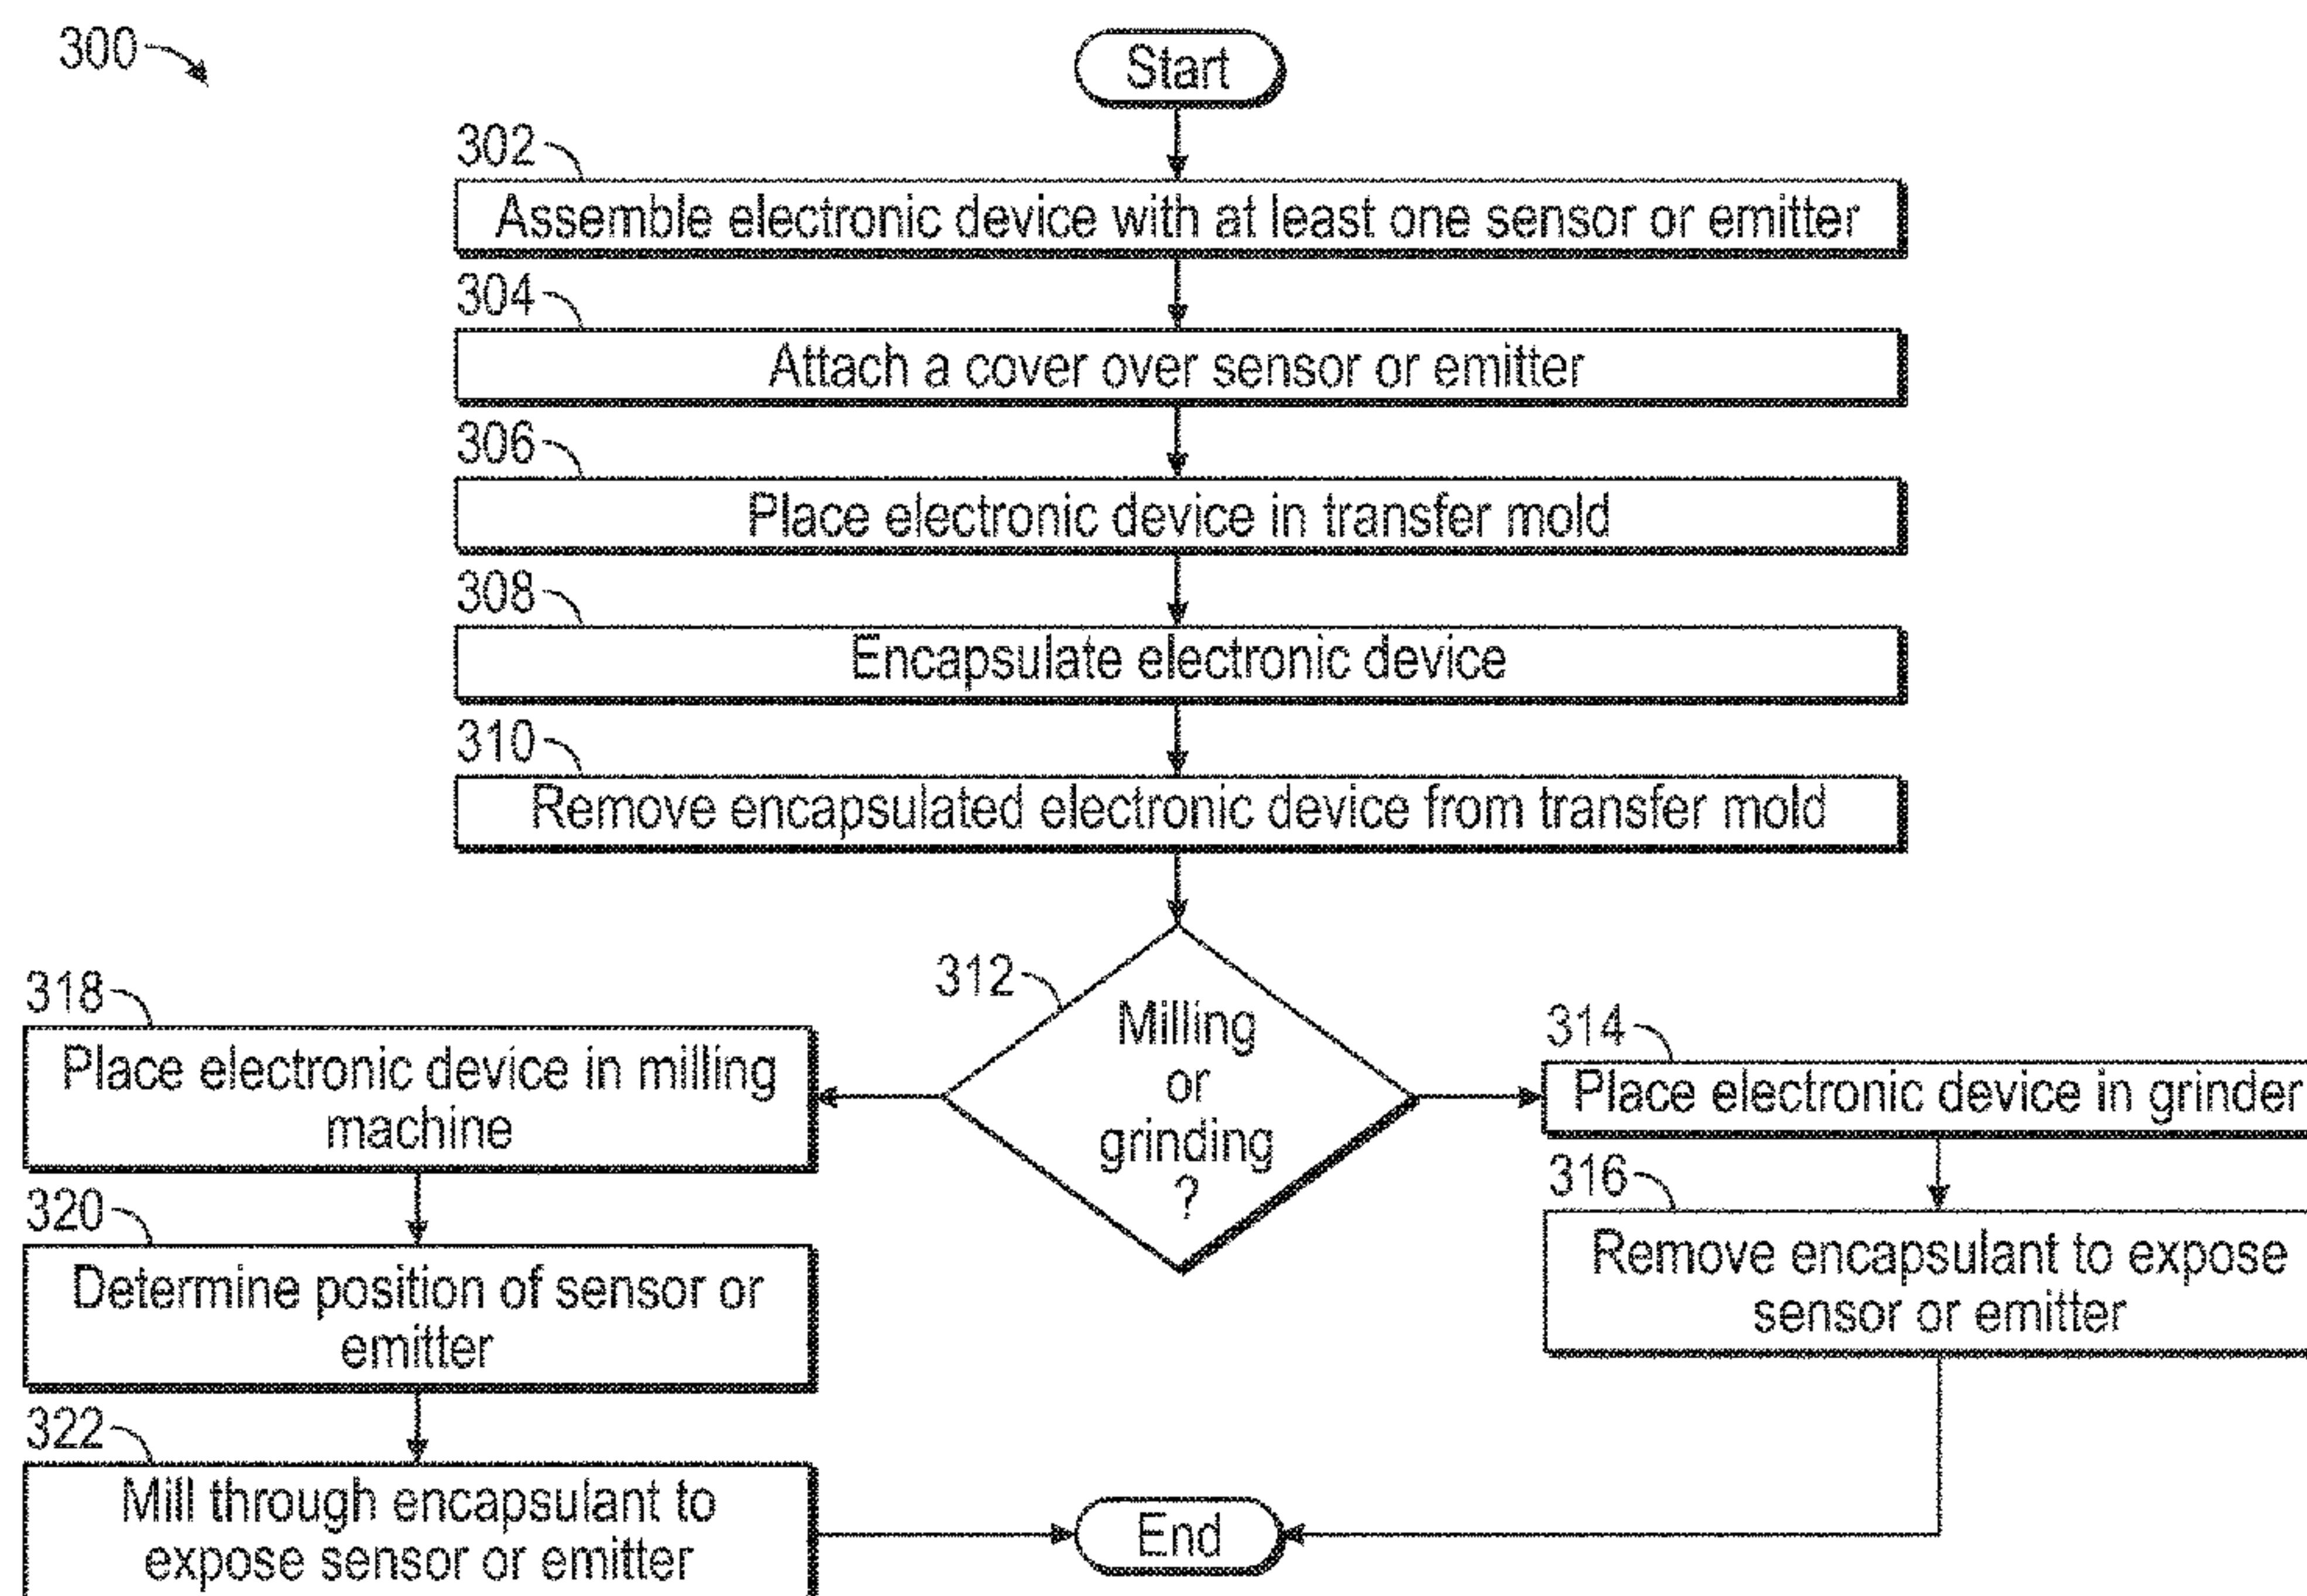 300
Start
302
Assemble electronic device with at least one sensor or emitter
304
Attach a cover over sensor or emitter
306
Place electronic device in transfer mold
308
Encapsulate electronic device
310
Remove encapsulated electronic device from transfer mold
312
Milling
or
grinding
?
318
Place electronic device in milling
machine
320
Determine position of sensor or
emitter
322
Mill through encapsulant to
expose sensor or emitter
314
Place electronic device in grinder
316
Remove encapsulant to expose
sensor or emitter
End